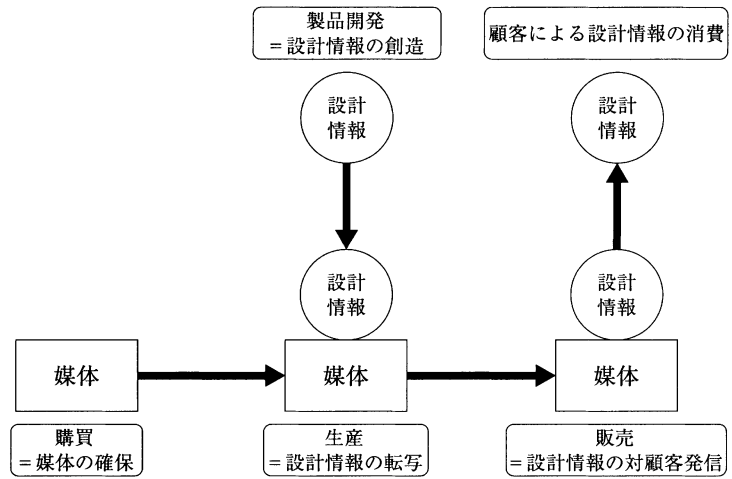 製品開発
＝設計情報の創造
顧客による設計情報の消費
設計
情報
設計
情報
設計
情報
設計
情報
媒体
媒体
媒体
購買
＝媒体の確保
生産
＝設計情報の転写
販売
＝設計情報の対顧客発信